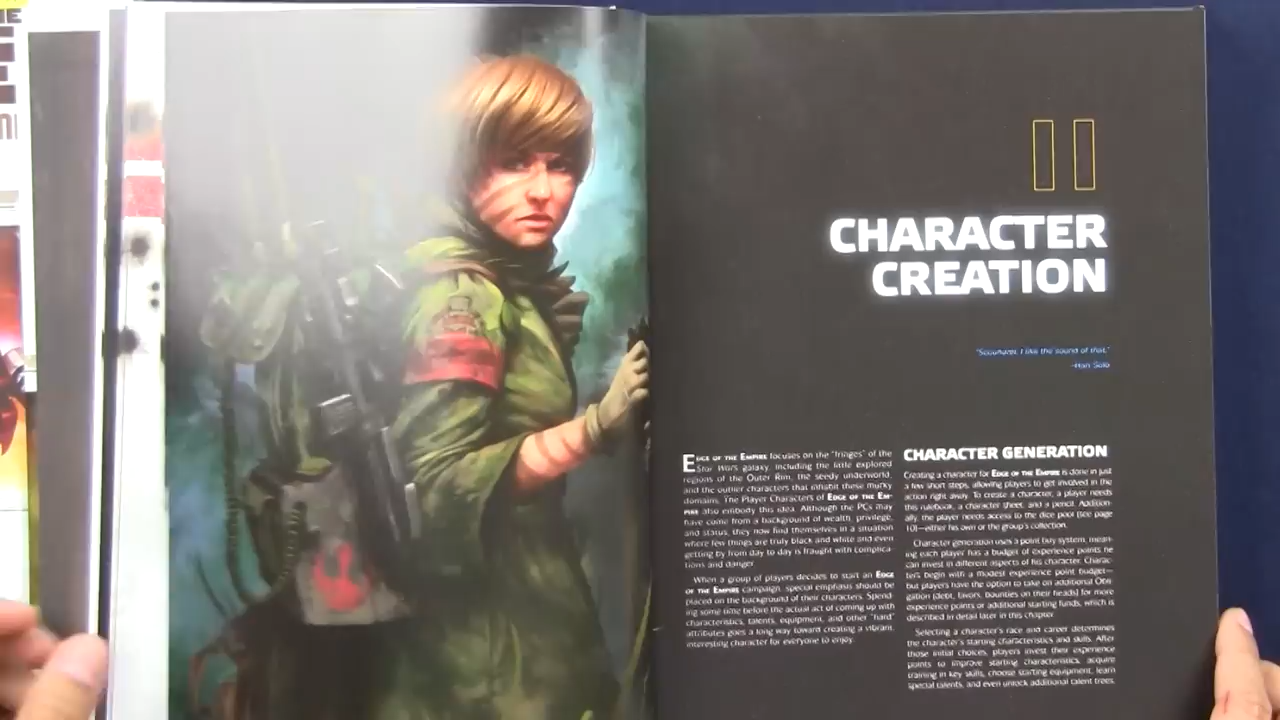 II
CHARACTER
CREATION
"Scoundrel. I like the sound of that."
–Han Solo
EDGE OF THE EMPIRE focuses on the "fringes" of the
Star Wars galaxy, including the little explored
regions of the Outer Rim, the seedy underworld,
and the outlier characters that inhabit these murky
domains. The Player Characters of EDGE OF THE EM-
PIRE also embody this idea. Although the PCs may
have come from a background of wealth, privilege,
and status, they now find themselves in a situation
where few things are truly black and white and even
getting by from day to day is fraught with complica-
tions and danger.
When a group of players decides to start an EDGE
OF THE EMPIRE campaign, special emphasis should be
placed on the background of their characters. Spend-
ing some time before the actual act of coming up with
characteristics, talents, equipment, and other "hard"
attributes goes a long way toward creating a vibrant,
interesting character for everyone to enjoy.
CHARACTER GENERATION
Creating a character for EDGE OF THE EMPIRE is done in just
a few short steps, allowing players to get involved in the
action right away. To create a character, a player needs
this rulebook, a character sheet, and a pencil. Addition-
ally, the player needs access to the dice pool (see page
10)—either his own or the group's collection.
Character generation uses a point buy system, mean-
ing each player has a budget of experience points he
can invest in different aspects of his character. Charac-
ters begin with a modest experience point budget—
but players have the option to take on additional Obli-
gation (debt, favors, bounties on their heads) for more
experience points or additional starting funds, which is
described in detail later in this chapter.
Selecting a character's race and career determines
the character's starting characteristics and skills. After
those initial choices, players invest their experience
points to improve starting characteristics, acquire
training in key skills, choose starting equipment, learn
special talents, and even unlock additional talent trees.